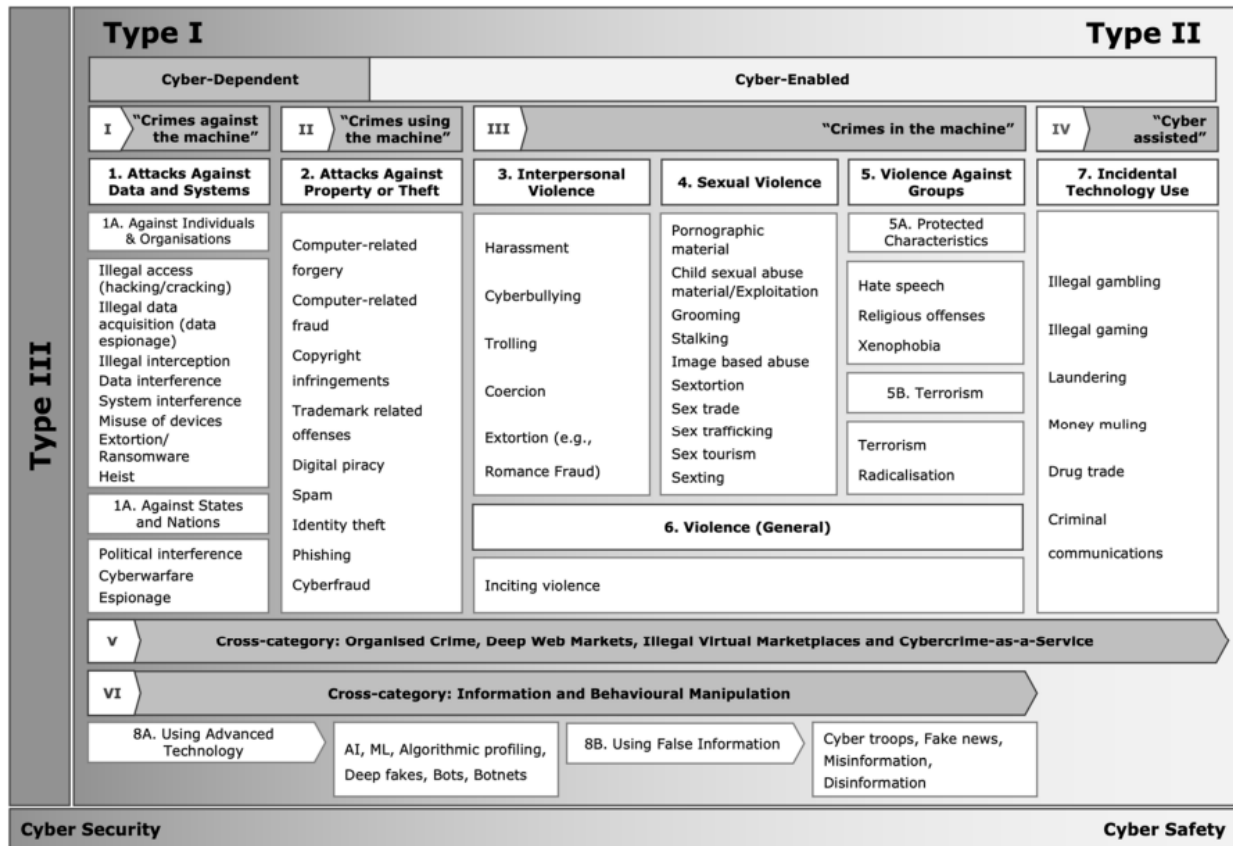 Type I
Type II
Cyber-Dependent
Cyber-Enabled
I
"Crimes against
the machine"
II
"Crimes using
the machine"
III
"Crimes in the machine"
IV
"Cyber
assisted"
1. Attacks Against
Data and Systems
2. Attacks Against
Property or Theft
3. Interpersonal
Violence
4. Sexual Violence
5. Violence Against
Groups
7. Incidental
Technology Use
1A. Against Individuals
& Organisations
Illegal access
(hacking/cracking)
Illegal data
acquisition (data
espionage)
Illegal interception
Data interference
System interference
Misuse of devices
Extortion/
Ransomware
Heist
1A. Against States
and Nations
Political interference
Cyberwarfare
Espionage
Computer-related
forgery
Computer-related
fraud
Copyright
infringements
Trademark related
offenses
Digital piracy
Spam
Identity theft
Phishing
Cyberfraud
Harassment
Cyberbullying
Trolling
Coercion
Extortion (e.g.,
Romance Fraud)
Pornographic
material
Child sexual abuse
material/Exploitation
Grooming
Stalking
Image based abuse
Sextortion
Sex trade
Sex trafficking
Sex tourism
Sexting
5A. Protected
Characteristics
Hate speech
Religious offenses
Xenophobia
5B. Terrorism
Terrorism
Radicalisation
6. Violence (General)
Inciting violence
Illegal gambling
Illegal gaming
Laundering
Money muling
Drug trade
Criminal
communications
Type III
V
Cross-category: Organised Crime, Deep Web Markets, Illegal Virtual Marketplaces and Cybercrime-as-a-Service
VI
Cross-category: Information and Behavioural Manipulation
8A. Using Advanced
Technology
AI, ML, Algorithmic profiling,
Deep fakes, Bots, Botnets
8B. Using False Information
Cyber troops, Fake news,
Misinformation,
Disinformation
Cyber Security
Cyber Safety